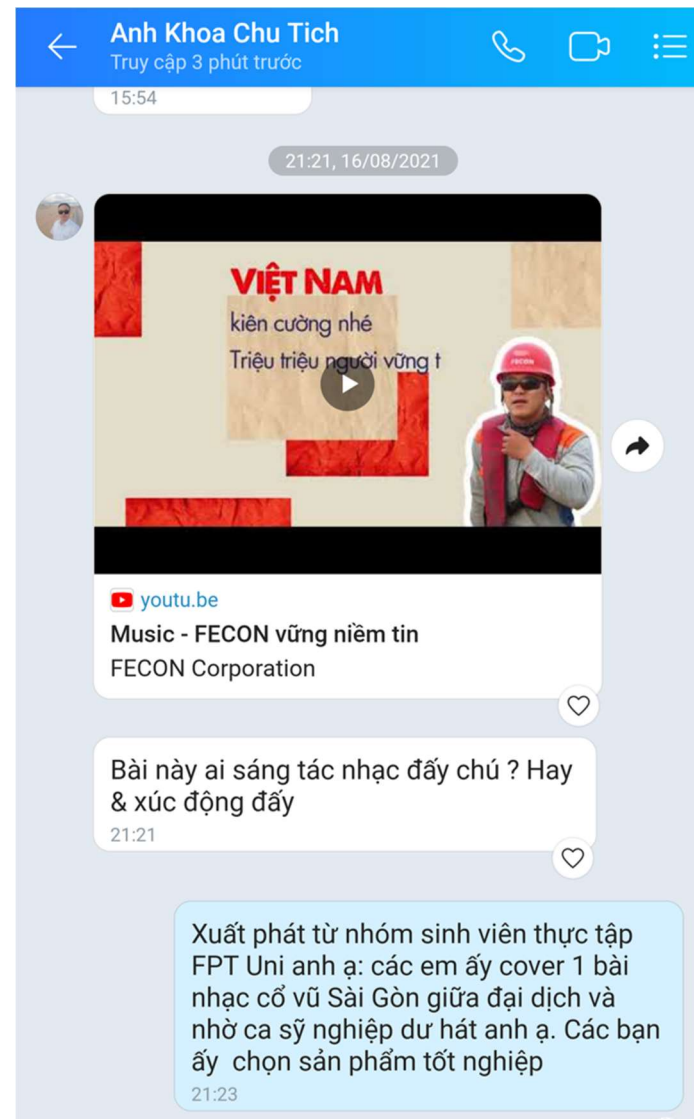 Anh Khoa Chu Tich
Truy cập 3 phút trước
15:54
21:21, 16/08/2021
VIỆT NAM
kiên cường nhé
Triệu triệu người vững t
FECON
youtu.be
Music - FECON vững niềm tin
FECON Corporation
Bài này ai sáng tác nhạc đấy chú ? Hay
& xúc động đấy
21:21
Xuất phát từ nhóm sinh viên thực tập
FPT Uni anh ạ: các em ấy cover 1 bài
nhạc cổ vũ Sài Gòn giữa đại dịch và
nhờ ca sỹ nghiệp dư hát anh ạ. Các bạn
ấy  chọn sản phẩm tốt nghiệp
21:23